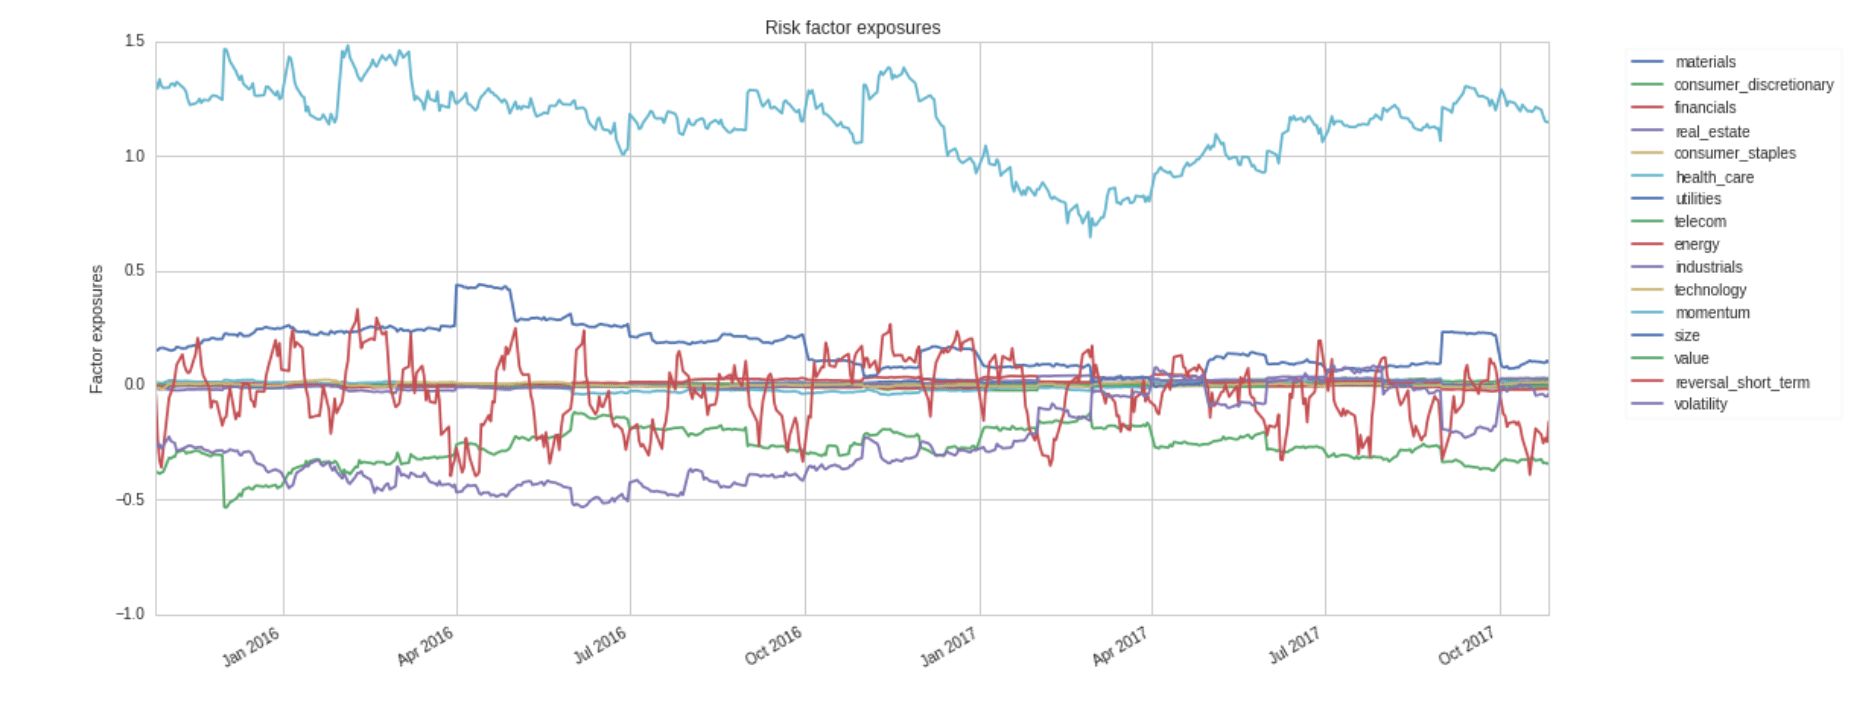 Risk factor exposures
1.5
1.0
0.5
0.0
−0.5
−1.0
Factor exposures
Jan 2016
Apr 2016
Jul 2016
Oct 2016
Jan 2017
Apr 2017
Jul 2017
Oct 2017
materials
consumer_discretionary
financials
real_estate
consumer_staples
health_care
utilities
telecom
energy
industrials
technology
momentum
size
value
reversal_short_term
volatility